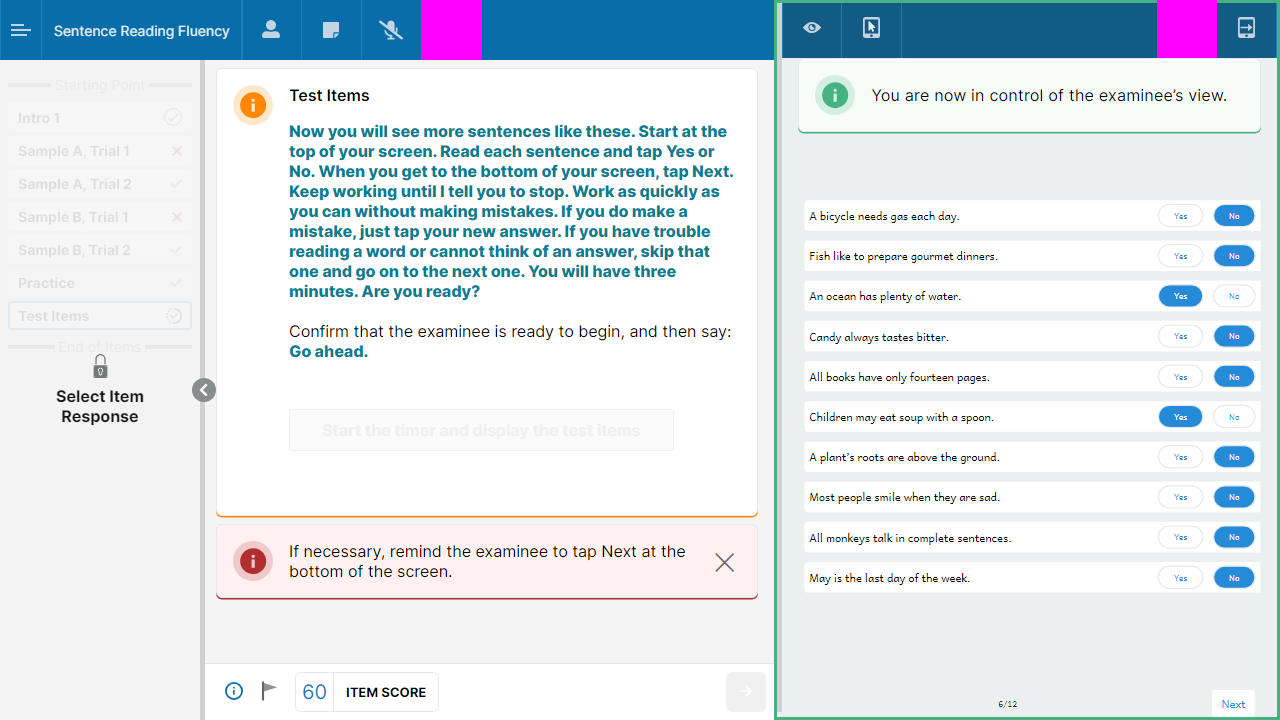 Sentence Reading Fluency
Starting Point
Intro 1
Sample A, Trial 1
Sample A, Trial 2
Sample B, Trial 1
Sample B, Trial 2
Practice
Test Items
End of Items
Select Item
Response
Test Items
Now you will see more sentences like these. Start at the
top of your screen. Read each sentence and tap Yes or
No. When you get to the bottom of your screen, tap Next.
Keep working until I tell you to stop. Work as quickly as
you can without making mistakes. If you do make a
mistake, just tap your new answer. If you have trouble
reading a word or cannot think of an answer, skip that
one and go on to the next one. You will have three
minutes. Are you ready?
Confirm that the examinee is ready to begin, and then say:
Go ahead.
Start the timer and display the test items
If necessary, remind the examinee to tap Next at the
bottom of the screen.
60 ITEM SCORE
You are now in control of the examinee’s view.
A bicycle needs gas each day. Yes No
Fish like to prepare gourmet dinners. Yes No
An ocean has plenty of water. Yes No
Candy always tastes bitter. Yes No
All books have only fourteen pages. Yes No
Children may eat soup with a spoon. Yes No
A plant’s roots are above the ground. Yes No
Most people smile when they are sad. Yes No
All monkeys talk in complete sentences. Yes No
May is the last day of the week. Yes No
6/12
Next